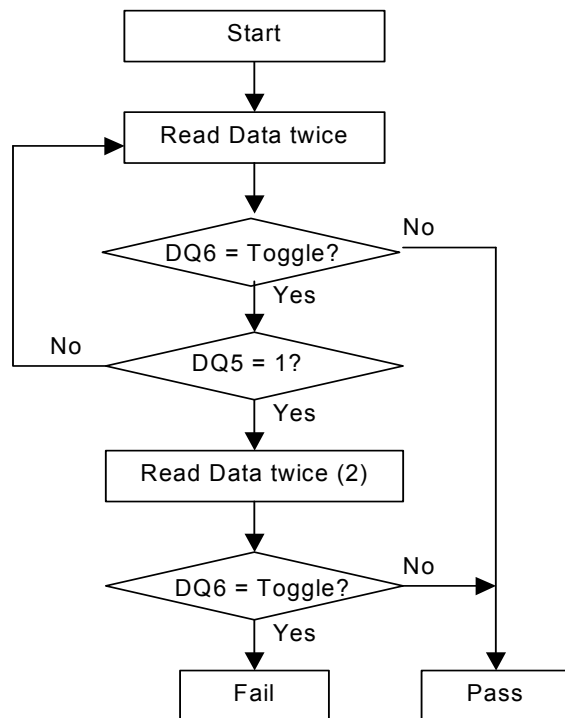 Start
Read Data twice
DQ6 = Toggle?
No
Yes
No
DQ5 = 1?
Yes
Read Data twice (2)
DQ6 = Toggle?
No
Yes
Fail
Pass